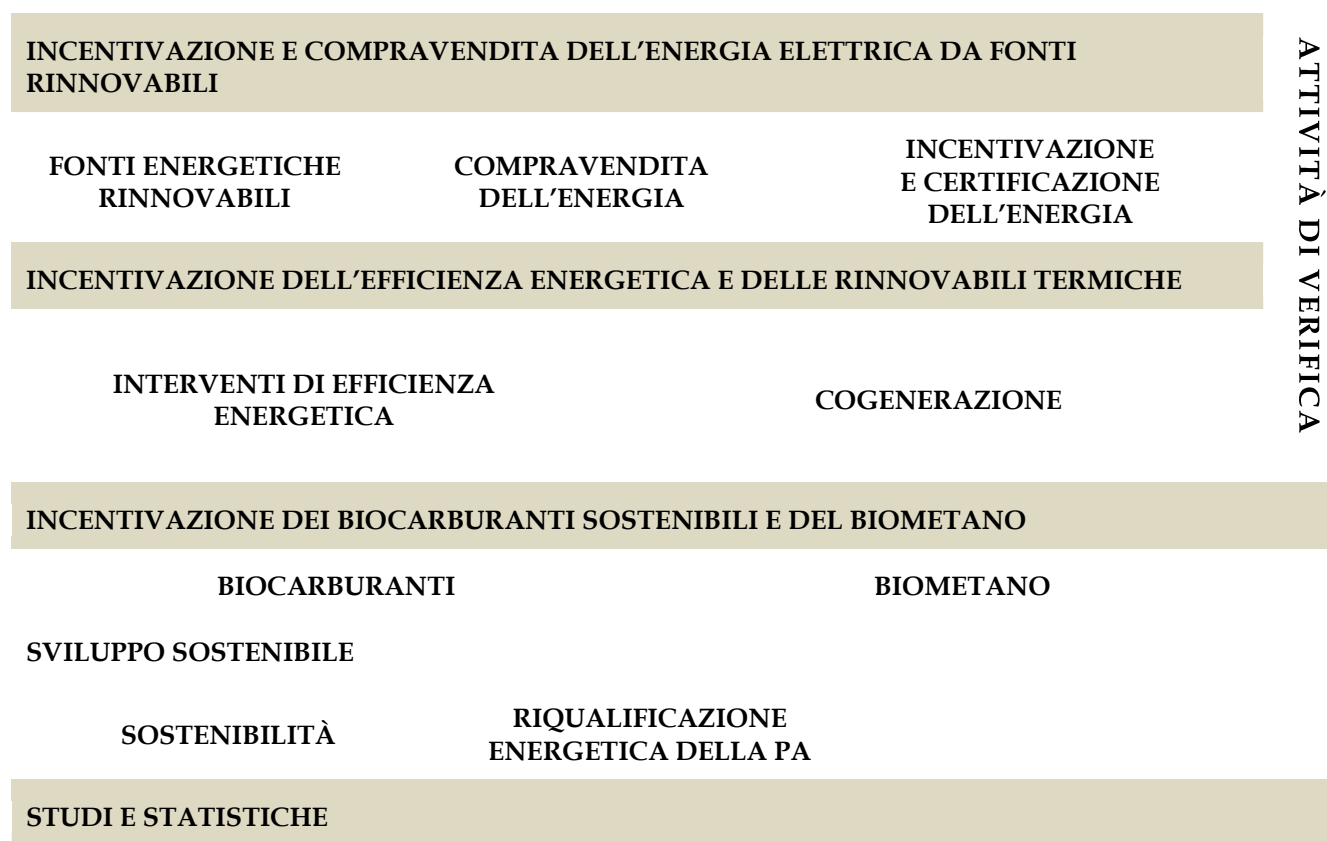 INCENTIVAZIONE E COMPRAVENDITA DELL’ENERGIA ELETTRICA DA FONTI
RINNOVABILI
FONTI ENERGETICHE
RINNOVABILI
COMPRAVENDITA
DELL’ENERGIA
INCENTIVAZIONE
E CERTIFICAZIONE
DELL’ENERGIA
INCENTIVAZIONE DELL’EFFICIENZA ENERGETICA E DELLE RINNOVABILI TERMICHE
INTERVENTI DI EFFICIENZA
ENERGETICA
COGENERAZIONE
ATTIVITÀ DI VERIFICA
INCENTIVAZIONE DEI BIOCARBURANTI SOSTENIBILI E DEL BIOMETANO
BIOCARBURANTI
BIOMETANO
SVILUPPO SOSTENIBILE
SOSTENIBILITÀ
RIQUALIFICAZIONE
ENERGETICA DELLA PA
STUDI E STATISTICHE